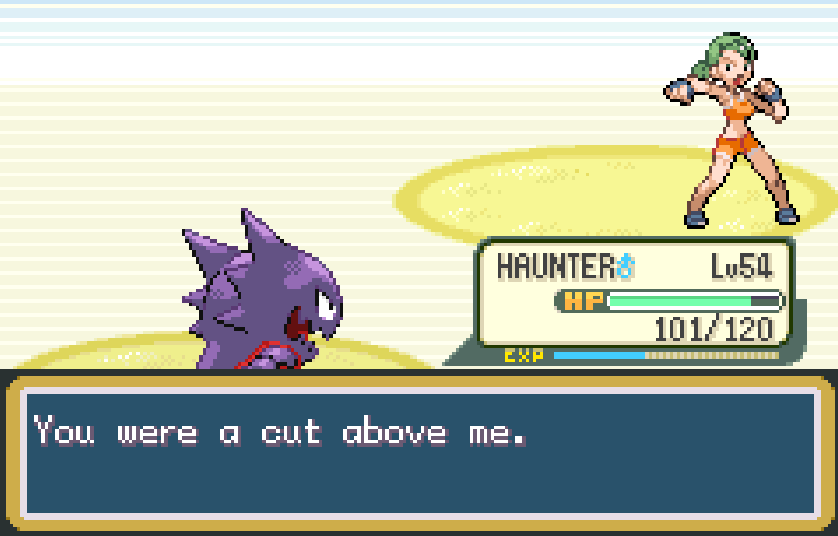 HAUNTER♂ Lv54
HP
101/120
EXP
You were a cut above me.